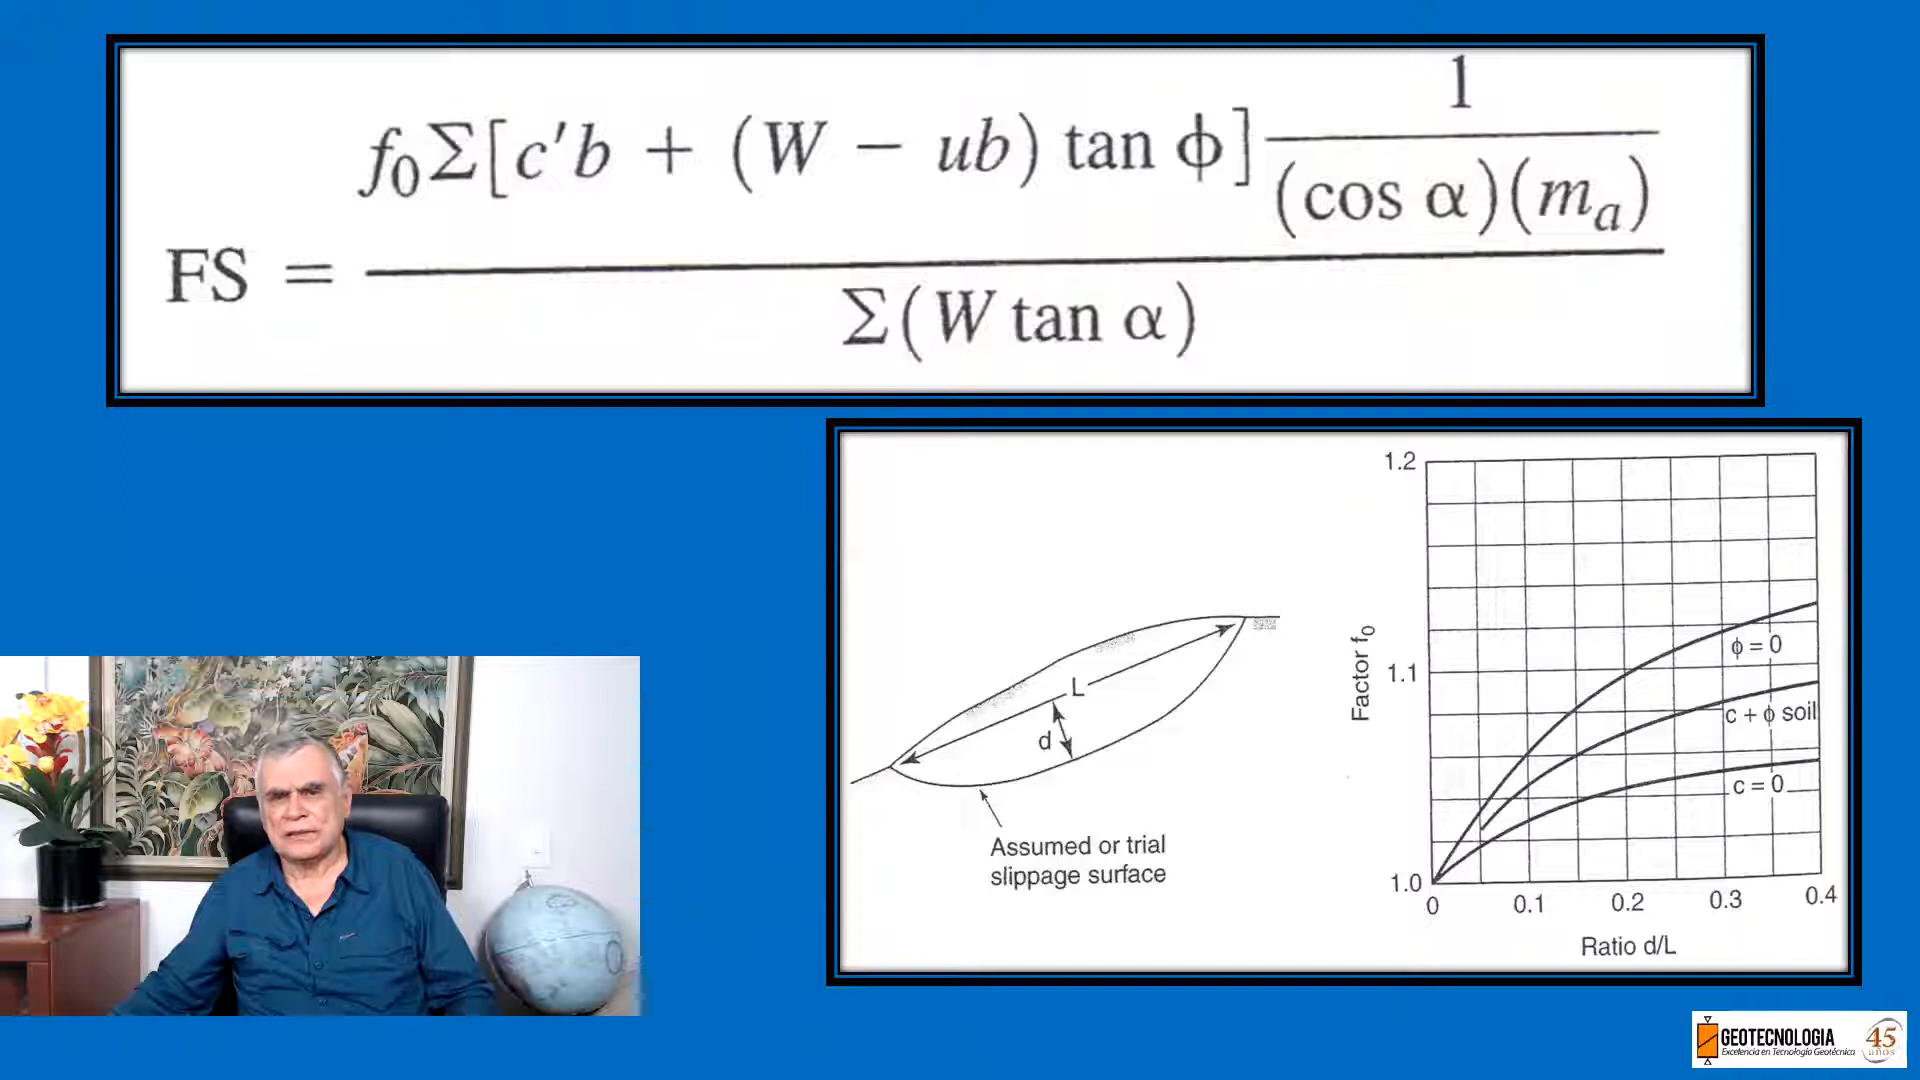 FS = f₀Σ[c′b + (W − ub) tan ϕ] 1/(cos α)(mₐ) / Σ(W tan α)
L
d
Assumed or trial
slippage surface
Factor f₀
1.2
1.1
1.0
ϕ = 0
c + ϕ soil
c = 0
0 0.1 0.2 0.3 0.4
Ratio d/L
GEOTECNOLOGIA
Excelencia en Tecnología Geotécnica
45
años